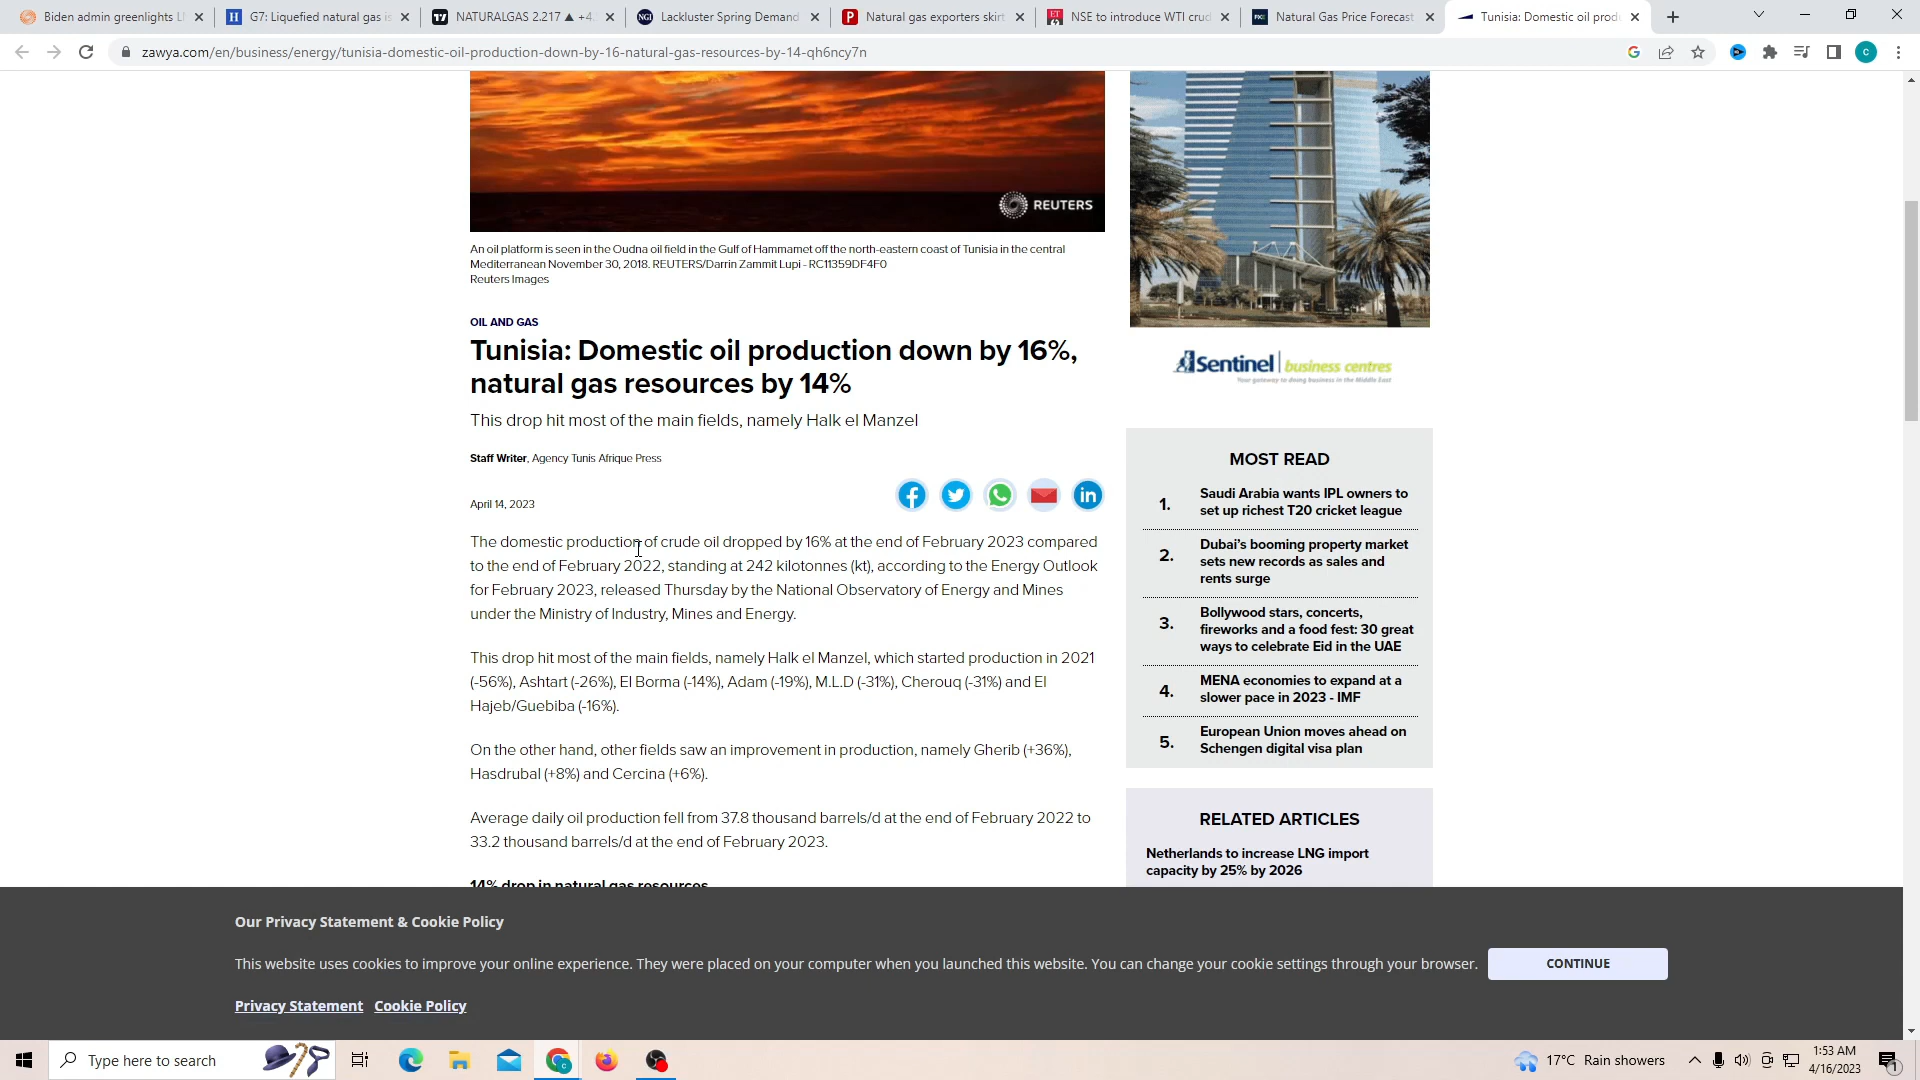 Biden admin greenlights L
G7: Liquefied natural gas is
NATURALGAS 2.217 ▲ +4.
Lackluster Spring Demand
Natural gas exporters skirt
NSE to introduce WTI crud
Natural Gas Price Forecast
Tunisia: Domestic oil produ
zawya.com/en/business/energy/tunisia-domestic-oil-production-down-by-16-natural-gas-resources-by-14-qh6ncy7n
REUTERS
An oil platform is seen in the Oudna oil field in the Gulf of Hammamet off the north-eastern coast of Tunisia in the central
Mediterranean November 30, 2018. REUTERS/Darrin Zammit Lupi - RC11359DF4F0
Reuters Images
OIL AND GAS
Tunisia: Domestic oil production down by 16%,
natural gas resources by 14%
This drop hit most of the main fields, namely Halk el Manzel
Staff Writer, Agency Tunis Afrique Press
April 14, 2023
The domestic production of crude oil dropped by 16% at the end of February 2023 compared
to the end of February 2022, standing at 242 kilotonnes (kt), according to the Energy Outlook
for February 2023, released Thursday by the National Observatory of Energy and Mines
under the Ministry of Industry, Mines and Energy.
This drop hit most of the main fields, namely Halk el Manzel, which started production in 2021
(-56%), Ashtart (-26%), El Borma (-14%), Adam (-19%), M.L.D (-31%), Cherouq (-31%) and El
Hajeb/Guebiba (-16%).
On the other hand, other fields saw an improvement in production, namely Gherib (+36%),
Hasdrubal (+8%) and Cercina (+6%).
Average daily oil production fell from 37.8 thousand barrels/d at the end of February 2022 to
33.2 thousand barrels/d at the end of February 2023.
14% drop in natural gas resources
Sentinel business centres
Your gateway to doing business in the Middle East
MOST READ
1. Saudi Arabia wants IPL owners to
set up richest T20 cricket league
2. Dubai's booming property market
sets new records as sales and
rents surge
3. Bollywood stars, concerts,
fireworks and a food fest: 30 great
ways to celebrate Eid in the UAE
4. MENA economies to expand at a
slower pace in 2023 - IMF
5. European Union moves ahead on
Schengen digital visa plan
RELATED ARTICLES
Netherlands to increase LNG import
capacity by 25% by 2026
Our Privacy Statement & Cookie Policy
This website uses cookies to improve your online experience. They were placed on your computer when you launched this website. You can change your cookie settings through your browser.
CONTINUE
Privacy Statement Cookie Policy
Type here to search
17°C Rain showers
1:53 AM
4/16/2023
1